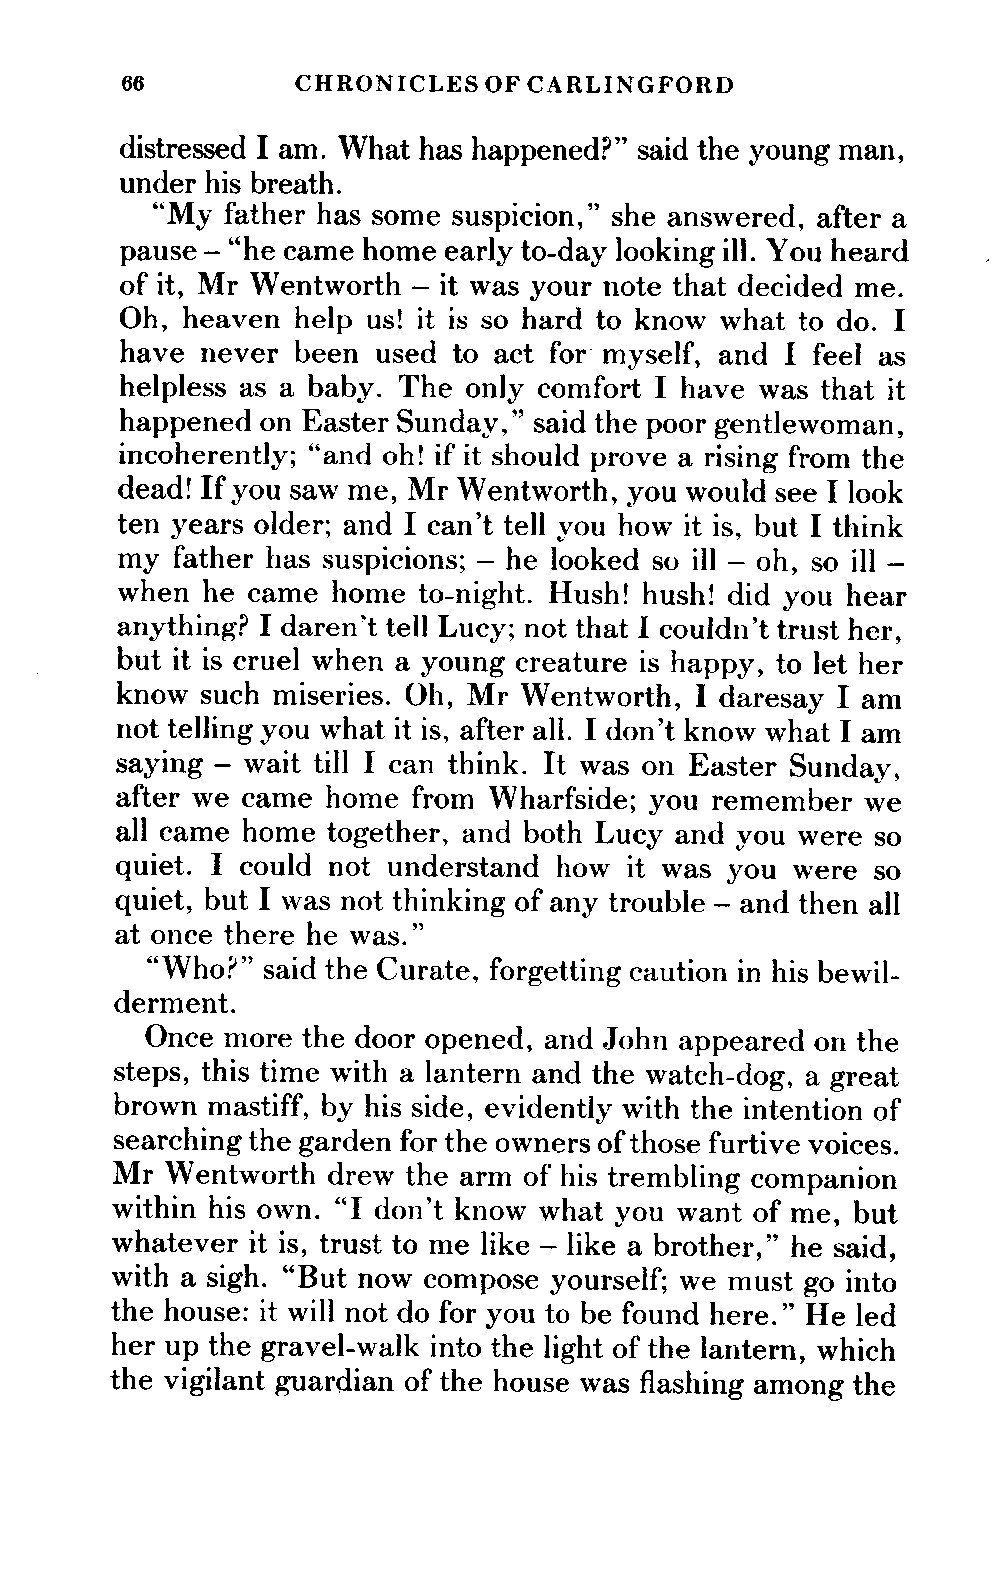 66 CHRONICLES OF CARLINGFORD
distressed I am. What has happened?” said the young man,
under his breath.
“My father has some suspicion,” she answered, after a
pause – “he came home early to-day looking ill. You heard
of it, Mr Wentworth – it was your note that decided me.
Oh, heaven help us! it is so hard to know what to do. I
have never been used to act for myself, and I feel as
helpless as a baby. The only comfort I have was that it
happened on Easter Sunday,” said the poor gentlewoman,
incoherently; “and oh! if it should prove a rising from the
dead! If you saw me, Mr Wentworth, you would see I look
ten years older; and I can’t tell you how it is, but I think
my father has suspicions; – he looked so ill – oh, so ill –
when he came home to-night. Hush! hush! did you hear
anything? I daren’t tell Lucy; not that I couldn’t trust her,
but it is cruel when a young creature is happy, to let her
know such miseries. Oh, Mr Wentworth, I daresay I am
not telling you what it is, after all. I don’t know what I am
saying – wait till I can think. It was on Easter Sunday,
after we came home from Wharfside; you remember we
all came home together, and both Lucy and you were so
quiet. I could not understand how it was you were so
quiet, but I was not thinking of any trouble – and then all
at once there he was.”
“Who?” said the Curate, forgetting caution in his bewil-
derment.
Once more the door opened, and John appeared on the
steps, this time with a lantern and the watch-dog, a great
brown mastiff, by his side, evidently with the intention of
searching the garden for the owners of those furtive voices.
Mr Wentworth drew the arm of his trembling companion
within his own. “I don’t know what you want of me, but
whatever it is, trust to me like – like a brother,” he said,
with a sigh. “But now compose yourself; we must go into
the house: it will not do for you to be found here.” He led
her up the gravel-walk into the light of the lantern, which
the vigilant guardian of the house was flashing among the